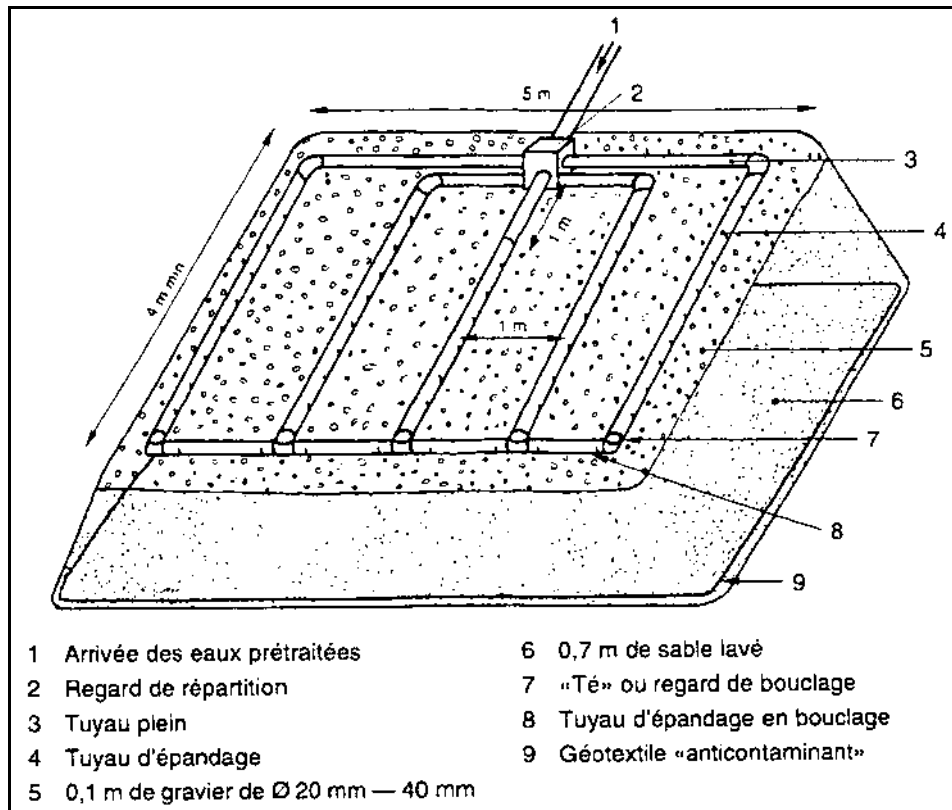 1
5 m
2
3
4
1 m
4 m min
1 m
5
6
7
8
9
1 Arrivée des eaux prétraitées
2 Regard de répartition
3 Tuyau plein
4 Tuyau d'épandage
5 0,1 m de gravier de Ø 20 mm — 40 mm
6 0,7 m de sable lavé
7 «Té» ou regard de bouclage
8 Tuyau d'épandage en bouclage
9 Géotextile «anticontaminant»